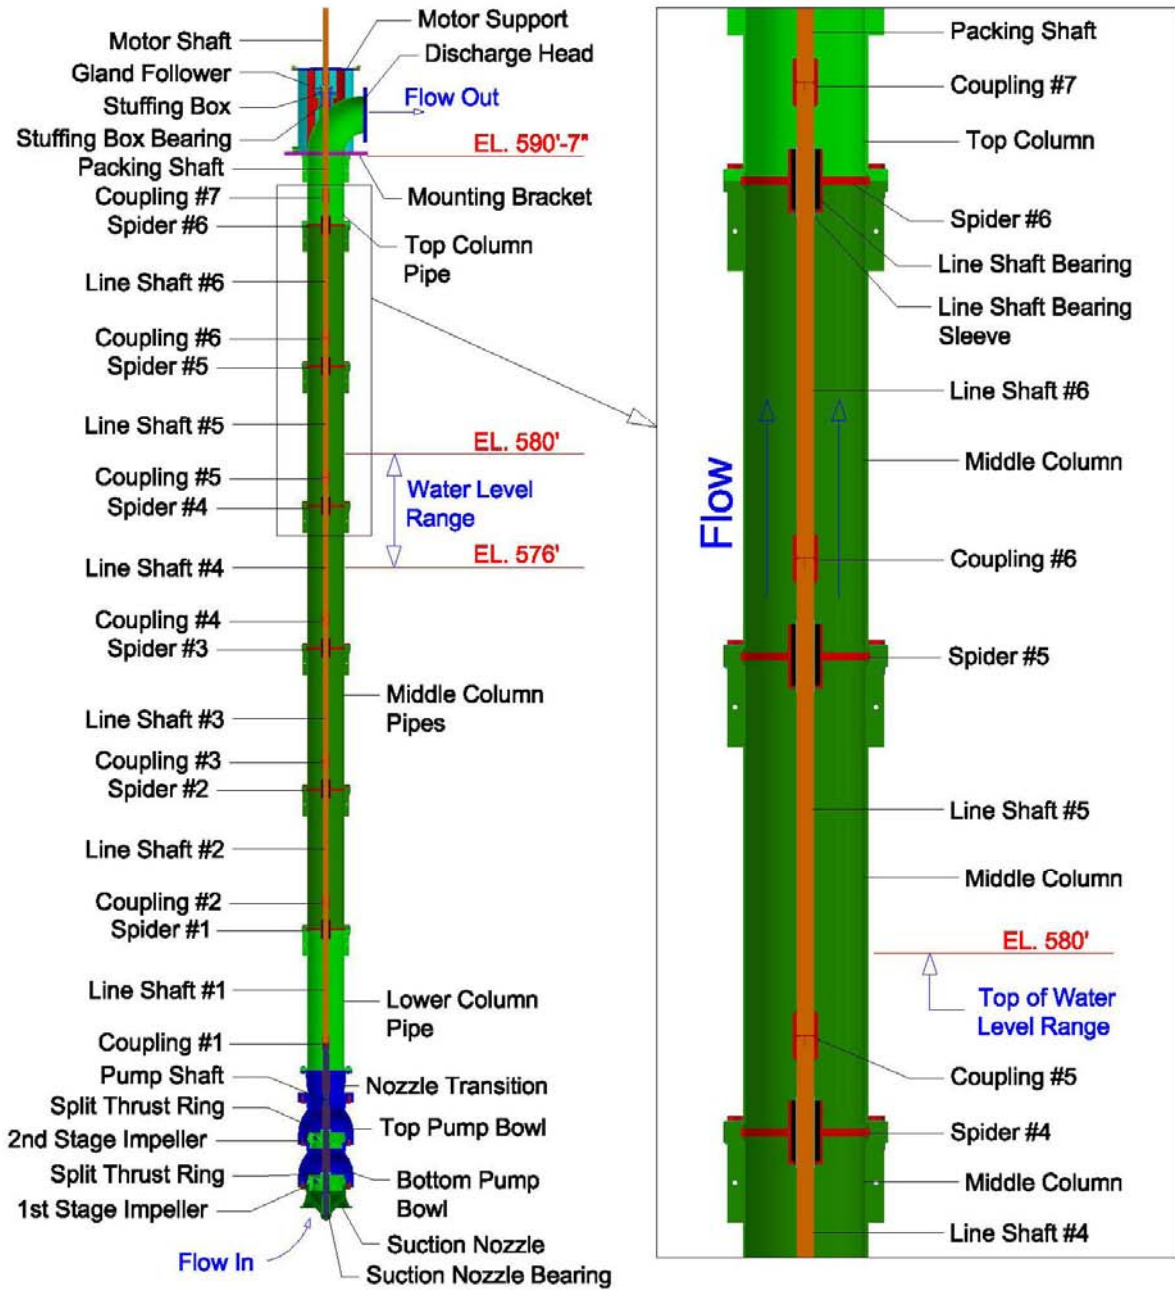 Motor Shaft
Gland Follower
Stuffing Box
Stuffing Box Bearing
Packing Shaft
Coupling #7
Spider #6
Line Shaft #6
Coupling #6
Spider #5
Line Shaft #5
Coupling #5
Spider #4
Line Shaft #4
Coupling #4
Spider #3
Line Shaft #3
Coupling #3
Spider #2
Line Shaft #2
Coupling #2
Spider #1
Line Shaft #1
Coupling #1
Pump Shaft
Split Thrust Ring
2nd Stage Impeller
Split Thrust Ring
1st Stage Impeller
Flow In
Motor Support
Discharge Head
Flow Out
EL. 590'-7"
Mounting Bracket
Top Column
Pipe
EL. 580'
Water Level
Range
EL. 576'
Middle Column
Pipes
Lower Column
Pipe
Nozzle Transition
Top Pump Bowl
Bottom Pump
Bowl
Suction Nozzle
Suction Nozzle Bearing
Flow
Packing Shaft
Coupling #7
Top Column
Spider #6
Line Shaft Bearing
Line Shaft Bearing
Sleeve
Line Shaft #6
Middle Column
Coupling #6
Spider #5
Line Shaft #5
Middle Column
EL. 580'
Top of Water
Level Range
Coupling #5
Spider #4
Middle Column
Line Shaft #4